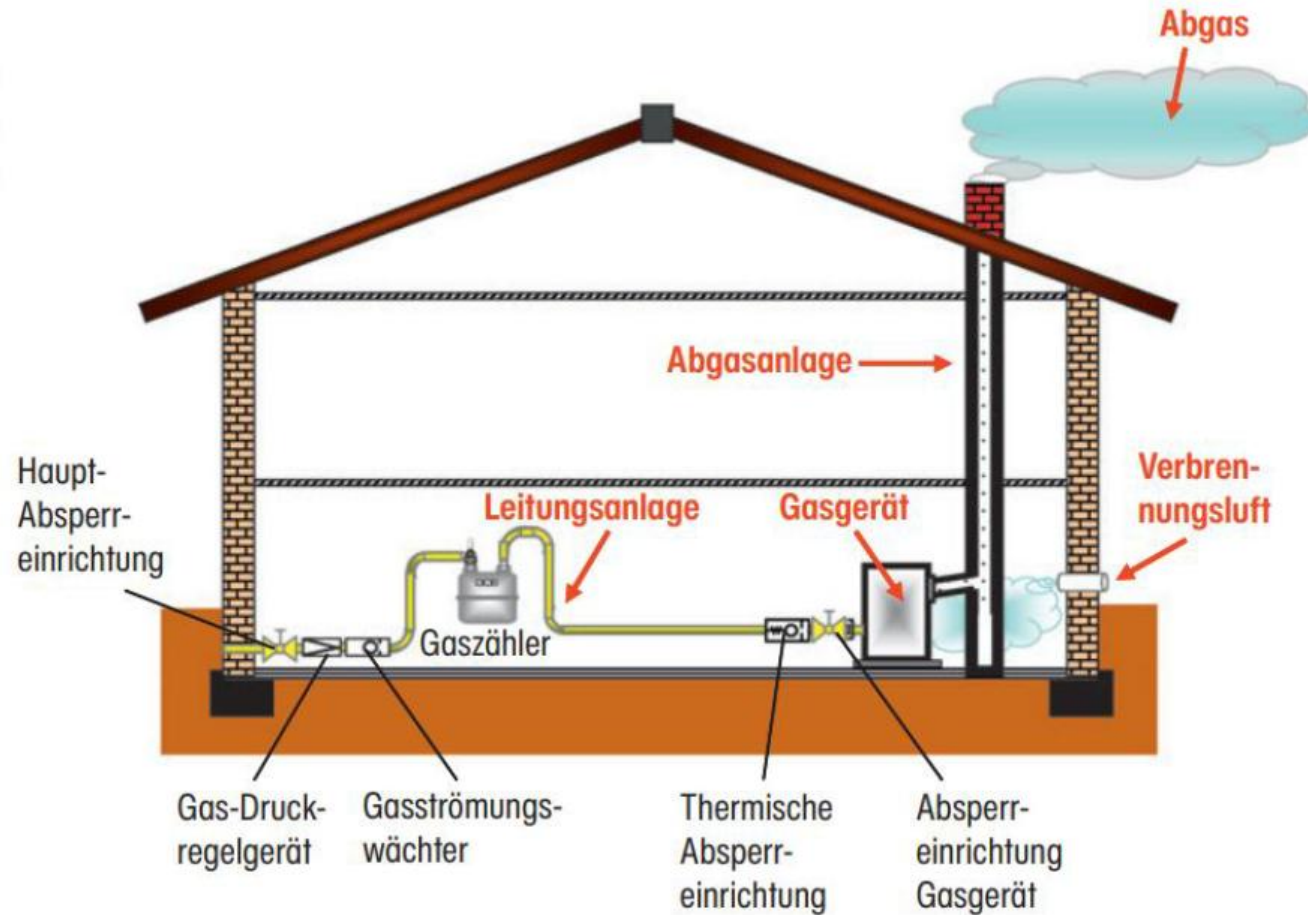 Abgas
Abgasanlage
Haupt-
Absperr-
einrichtung
Leitungsanlage
Gasgerät
Verbren-
nungsluft
Gaszähler
Gas-Druck-
regelgerät
Gasströmungs-
wächter
Thermische
Absperr-
einrichtung
Absperr-
einrichtung
Gasgerät